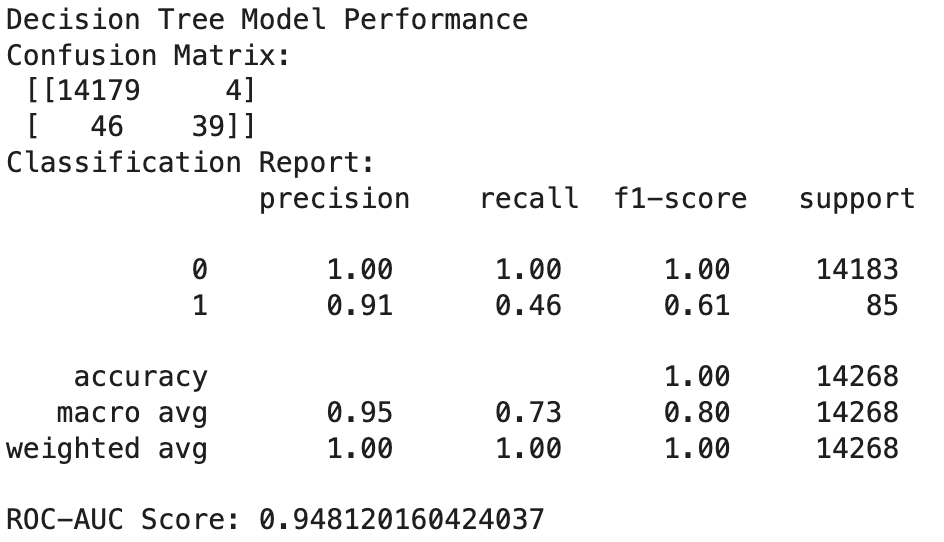 Decision Tree Model Performance
Confusion Matrix:
[[14179 4]
[ 46 39]]
Classification Report:
precision recall f1-score support
0 1.00 1.00 1.00 14183
1 0.91 0.46 0.61 85
accuracy 1.00 14268
macro avg 0.95 0.73 0.80 14268
weighted avg 1.00 1.00 1.00 14268
ROC-AUC Score: 0.948120160424037